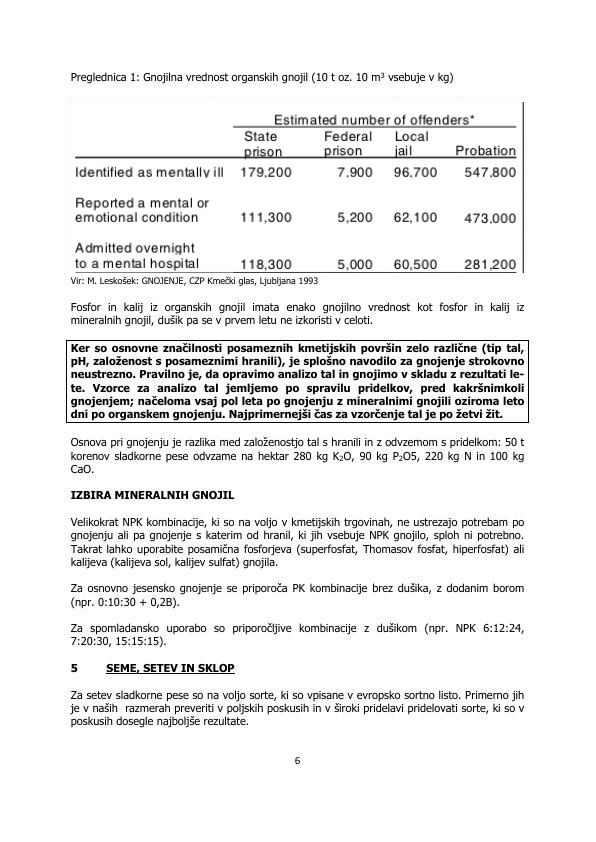 Preglednica 1: Gnojilna vrednost organskih gnojil (10 t oz. 10 m³ vsebuje v kg)
Estimated number of offenders*
State prison Federal prison Local jail Probation
Identified as mentally ill 179,200 7,900 96,700 547,800
Reported a mental or
emotional condition 111,300 5,200 62,100 473,000
Admitted overnight
to a mental hospital 118,300 5,000 60,500 281,200
Vir: M. Leskošek: GNOJENJE, ČZP Kmečki glas, Ljubljana 1993
Fosfor in kalij iz organskih gnojil imata enako gnojilno vrednost kot fosfor in kalij iz
mineralnih gnojil, dušik pa se v prvem letu ne izkoristi v celoti.
Ker so osnovne značilnosti posameznih kmetijskih površin zelo različne (tip tal,
pH, založenost s posameznimi hranili), je splošno navodilo za gnojenje strokovno
neustrezno. Pravilno je, da opravimo analizo tal in gnojimo v skladu z rezultati le-
te. Vzorce za analizo tal jemljemo po spravilu pridelkov, pred kakršnimkoli
gnojenjem; načeloma vsaj pol leta po gnojenju z mineralnimi gnojili oziroma leto
dni po organskem gnojenju. Najprimernejši čas za vzorčenje tal je po žetvi žit.
Osnova pri gnojenju je razlika med založenostjo tal s hranili in z odvzemom s pridelkom: 50 t
korenov sladkorne pese odvzame na hektar 280 kg K₂O, 90 kg P₂O5, 220 kg N in 100 kg
CaO.
IZBIRA MINERALNIH GNOJIL
Velikokrat NPK kombinacije, ki so na voljo v kmetijskih trgovinah, ne ustrezajo potrebam po
gnojenju ali pa gnojenje s katerim od hranil, ki jih vsebuje NPK gnojilo, sploh ni potrebno.
Takrat lahko uporabite posamična fosforjeva (superfosfat, Thomasov fosfat, hiperfosfat) ali
kalijeva (kalijeva sol, kalijev sulfat) gnojila.
Za osnovno jesensko gnojenje se priporoča PK kombinacije brez dušika, z dodanim borom
(npr. 0:10:30 + 0,2B).
Za spomladansko uporabo so priporočljive kombinacije z dušikom (npr. NPK 6:12:24,
7:20:30, 15:15:15).
5 SEME, SETEV IN SKLOP
Za setev sladkorne pese so na voljo sorte, ki so vpisane v evropsko sortno listo. Primerno jih
je v naših razmerah preveriti v poljskih poskusih in v široki pridelavi pridelovati sorte, ki so v
poskusih dosegle najboljše rezultate.
6